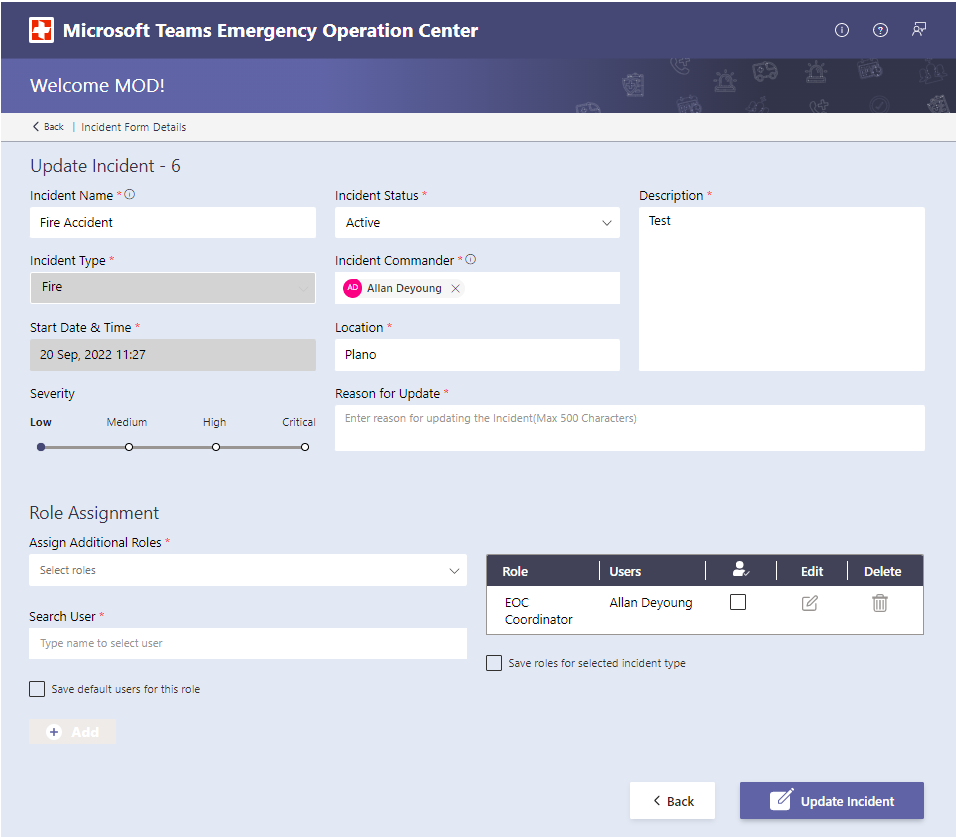 Microsoft Teams Emergency Operation Center
Welcome MOD!
Back | Incident Form Details
Update Incident - 6
Incident Name *
Fire Accident
Incident Status *
Active
Description *
Test
Incident Type *
Fire
Incident Commander *
AD Allan Deyoung
Start Date & Time *
20 Sep, 2022 11:27
Location *
Plano
Severity
Low Medium High Critical
Reason for Update *
Enter reason for updating the Incident(Max 500 Characters)
Role Assignment
Assign Additional Roles *
Select roles
Search User *
Type name to select user
Save default users for this role
Add
Role Users Edit Delete
EOC
Coordinator
Allan Deyoung
Save roles for selected incident type
Back
Update Incident